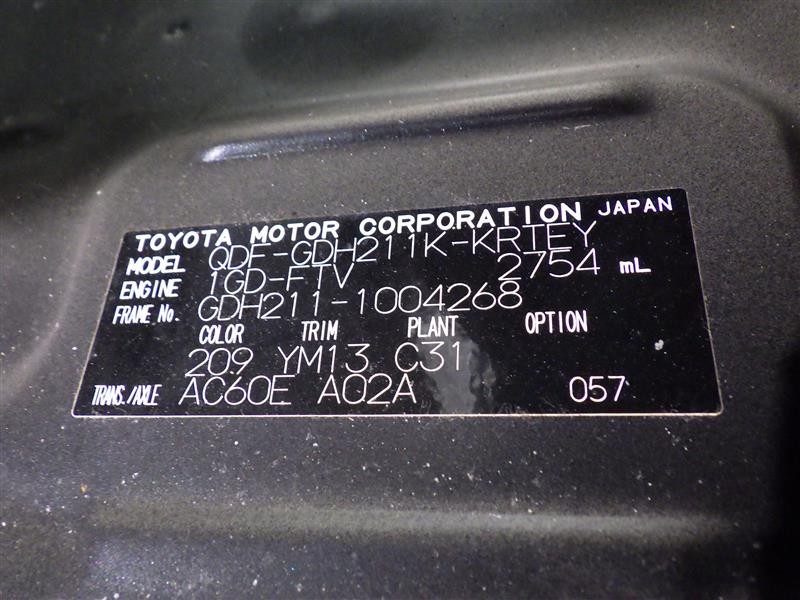 TOYOTA MOTOR CORPORATION JAPAN
MODEL QDF-GDH211K-KRTEY
ENGINE 1GD-FTV 2754 mL
FRAME No. GDH211-1004268
COLOR TRIM PLANT OPTION
209 YM13 C31
TRANS./AXLE AC60E A02A 057